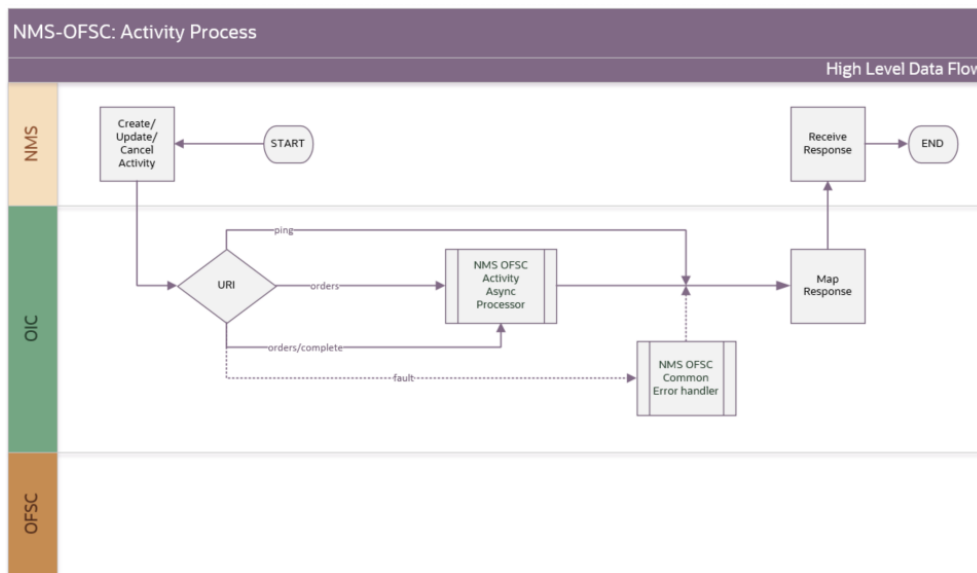 NMS-OFSC: Activity Process
High Level Data Flow
NMS
Create/
Update/
Cancel
Activity
START
Receive
Response
END
OIC
ping
URI
orders
NMS OFSC
Activity
Async
Processor
Map
Response
orders/complete
fault
NMS OFSC
Common
Error handler
OFSC